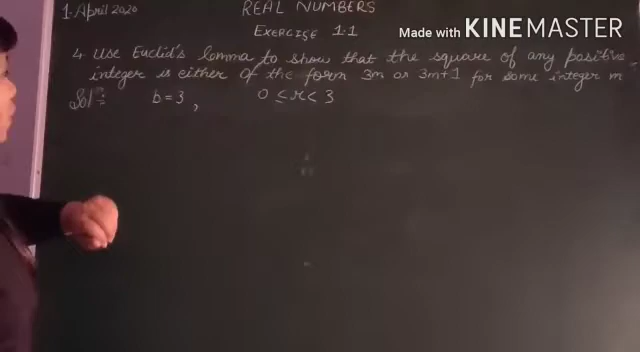 1. April 2020
REAL NUMBERS
Made with KINEMASTER
EXERCISE 1.1
4. Use Euclid's lemma to show that the square of any positive
integer is either of the form 3m or 3m+1 for some integer m
Sol:
b = 3, 0 ≤ r < 3